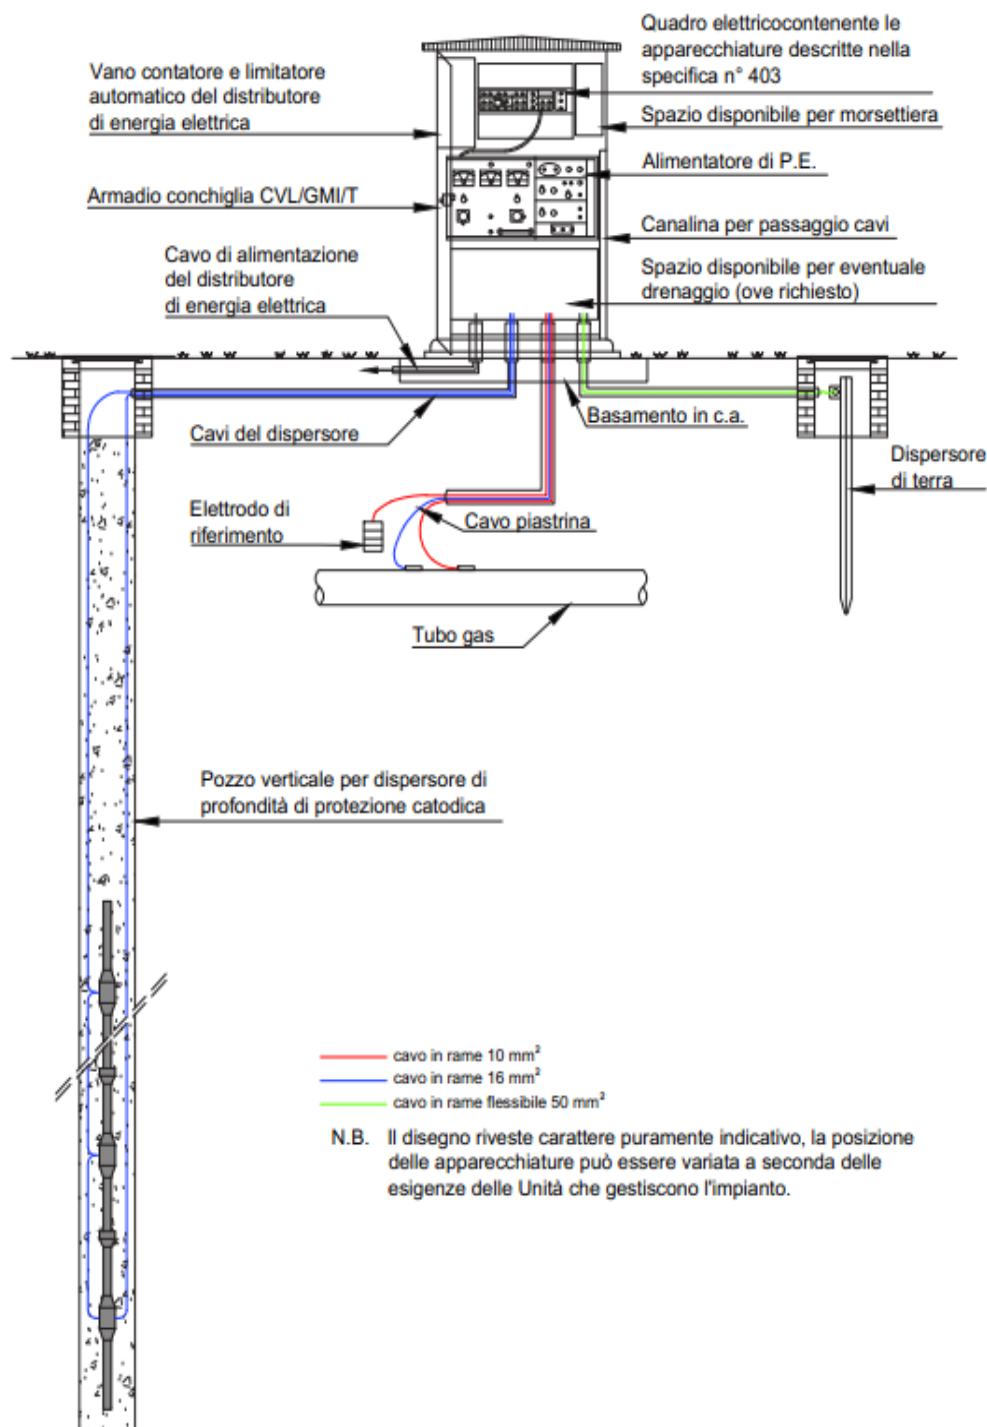 Quadro elettricocontenente le
apparecchiature descritte nella
specifica n° 403
Vano contatore e limitatore
automatico del distributore
di energia elettrica
Spazio disponibile per morsettiera
Alimentatore di P.E.
Armadio conchiglia CVL/GMI/T
Canalina per passaggio cavi
Cavo di alimentazione
del distributore
di energia elettrica
Spazio disponibile per eventuale
drenaggio (ove richiesto)
Cavi del dispersore
Basamento in c.a.
Dispersore
di terra
Elettrodo di
riferimento
Cavo piastrina
Tubo gas
Pozzo verticale per dispersore di
profondità di protezione catodica
cavo in rame 10 mm²
cavo in rame 16 mm²
cavo in rame flessibile 50 mm²
N.B. Il disegno riveste carattere puramente indicativo, la posizione
delle apparecchiature può essere variata a seconda delle
esigenze delle Unità che gestiscono l'impianto.